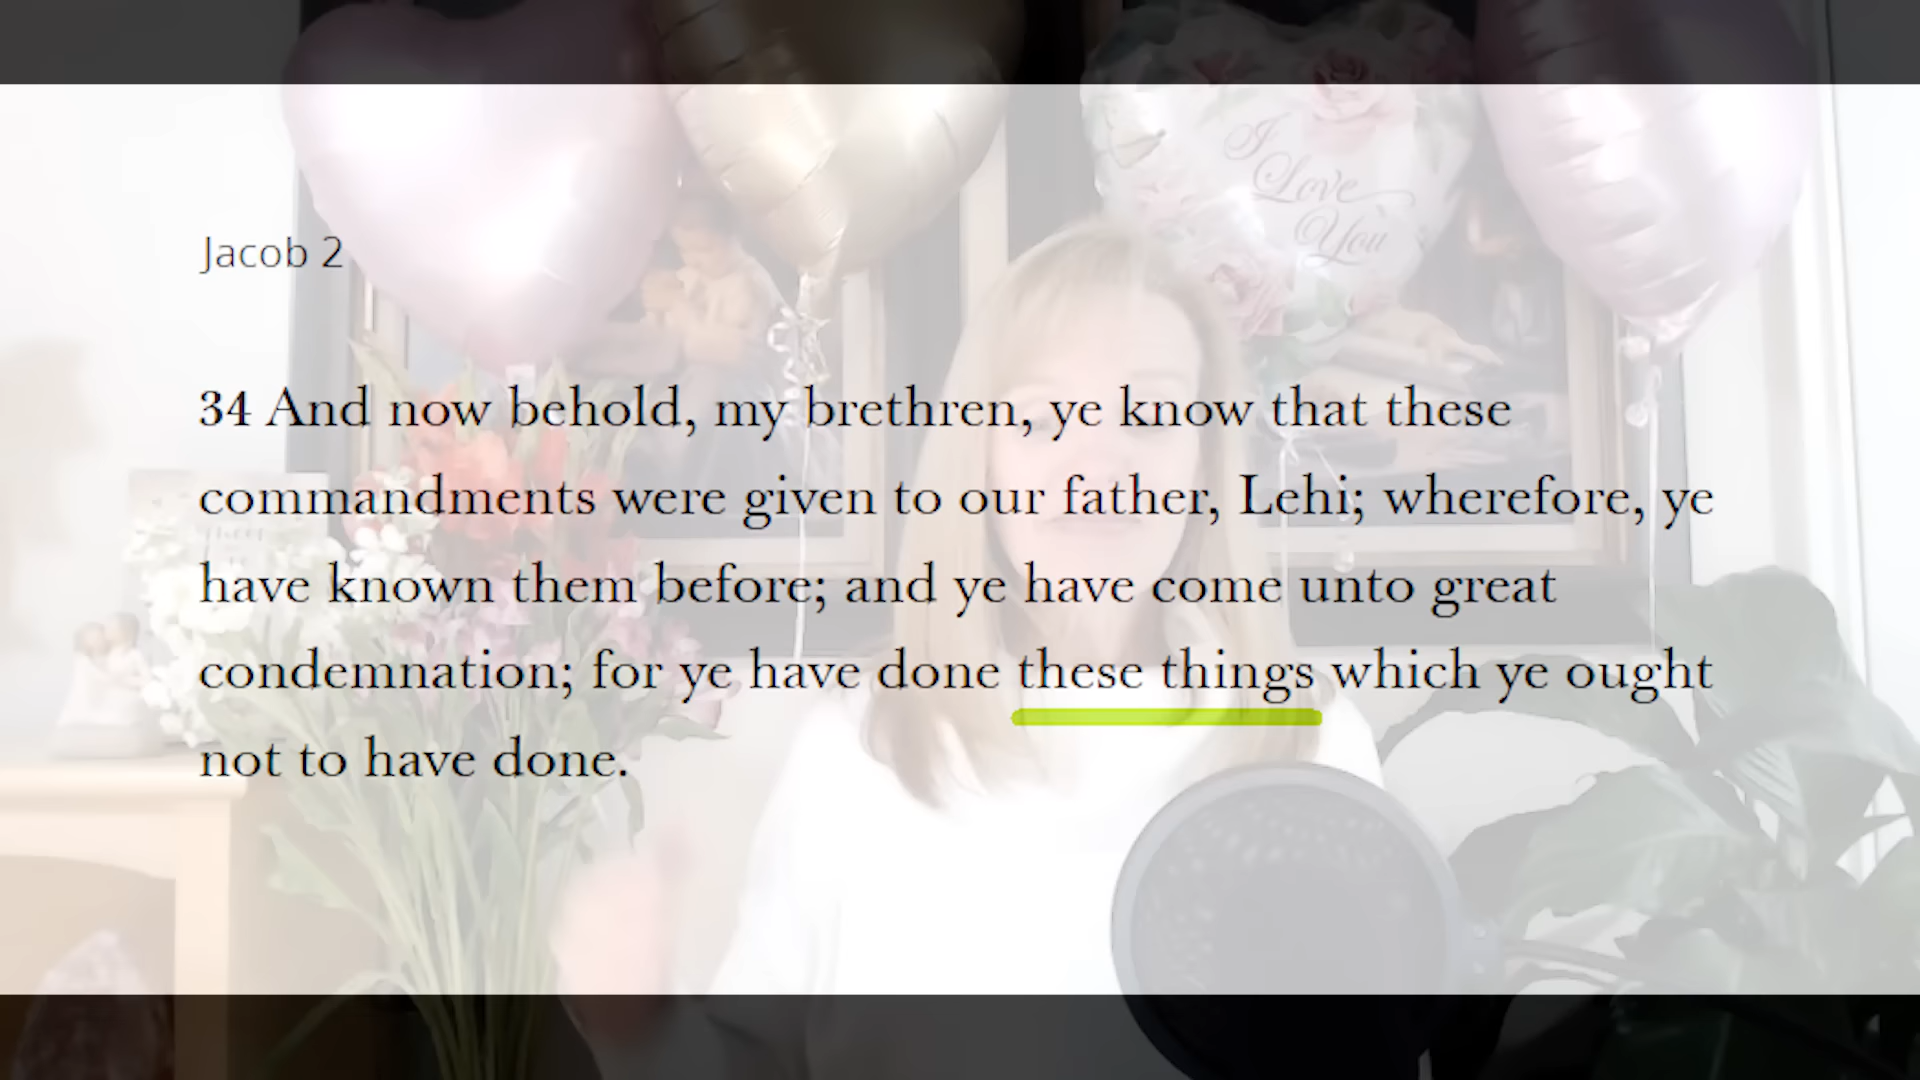 I
Love
You
Jacob 2
34 And now behold, my brethren, ye know that these
commandments were given to our father, Lehi; wherefore, ye
have known them before; and ye have come unto great
condemnation; for ye have done these things which ye ought
not to have done.